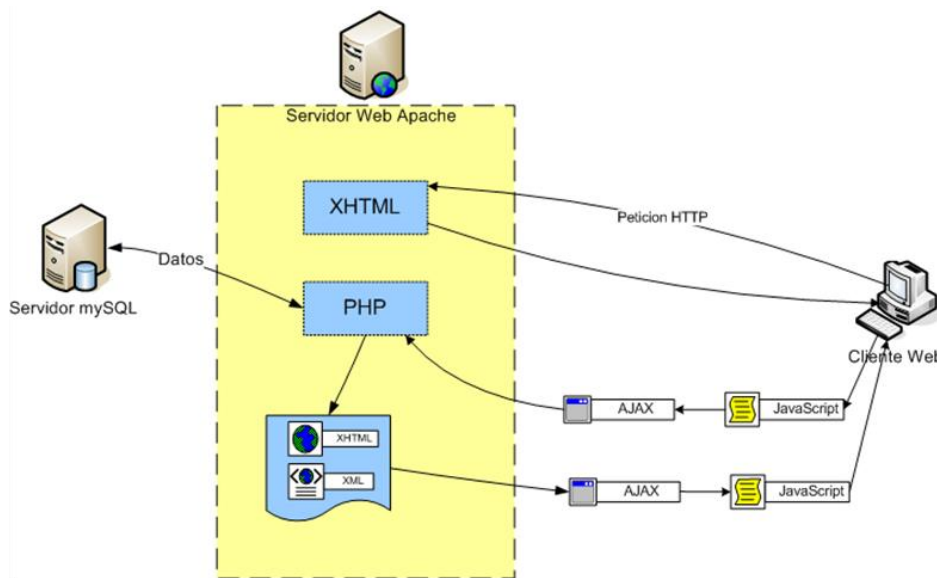 Servidor Web Apache
XHTML
Peticion HTTP
Datos
Servidor mySQL
PHP
Cliente Web
AJAX
JavaScript
XHTML
XML
AJAX
JavaScript